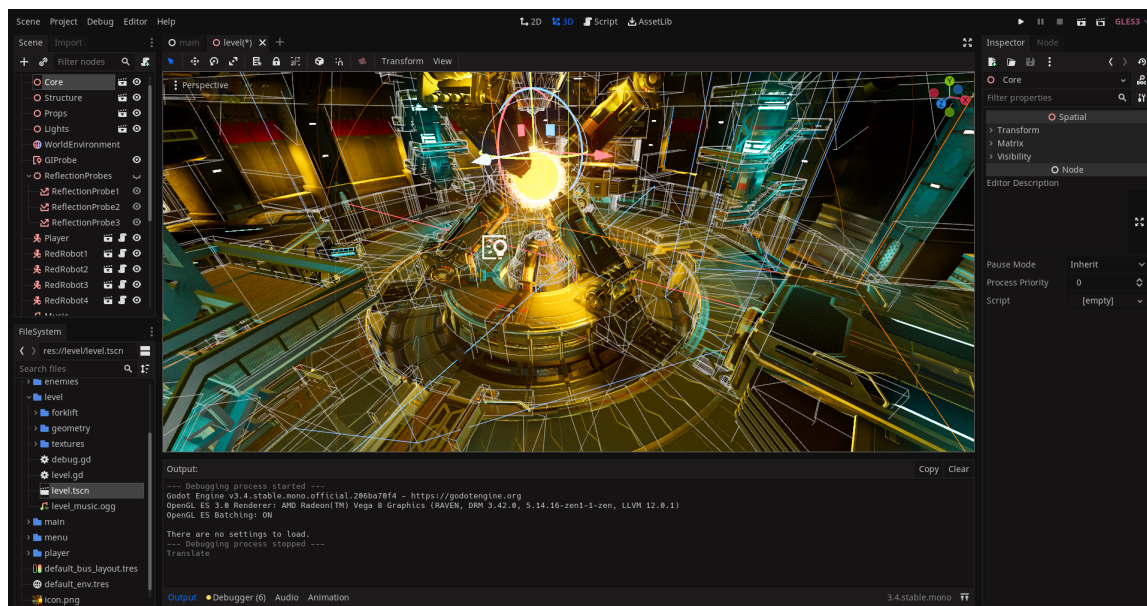 Scene Project Debug Editor Help
2D 3D Script AssetLib
GLES3
Scene Import
main level(*)
Inspector Node
Filter nodes
Transform View
Core
Structure
Props
Lights
WorldEnvironment
GIProbe
ReflectionProbes
ReflectionProbe1
ReflectionProbe2
ReflectionProbe3
Player
RedRobot1
RedRobot2
RedRobot3
RedRobot4
Music
Perspective
Y
X
Z
FileSystem
res://level/level.tscn
Search files
enemies
level
forklift
geometry
textures
debug.gd
level.gd
level.tscn
level_music.ogg
main
menu
player
default_bus_layout.tres
default_env.tres
icon.png
Output:
Copy Clear
--- Debugging process started ---
Godot Engine v3.4.stable.mono.official.206ba70f4 - https://godotengine.org
OpenGL ES 3.0 Renderer: AMD Radeon(TM) Vega 8 Graphics (RAVEN, DRM 3.42.0, 5.14.16-zen1-1-zen, LLVM 12.0.1)
OpenGL ES Batching: ON
There are no settings to load.
--- Debugging process stopped ---
Translate
Output Debugger (6) Audio Animation
3.4.stable.mono
Core
DOC
Filter properties
Spatial
Transform
Matrix
Visibility
Node
Editor Description
Pause Mode Inherit
Process Priority 0
Script [empty]